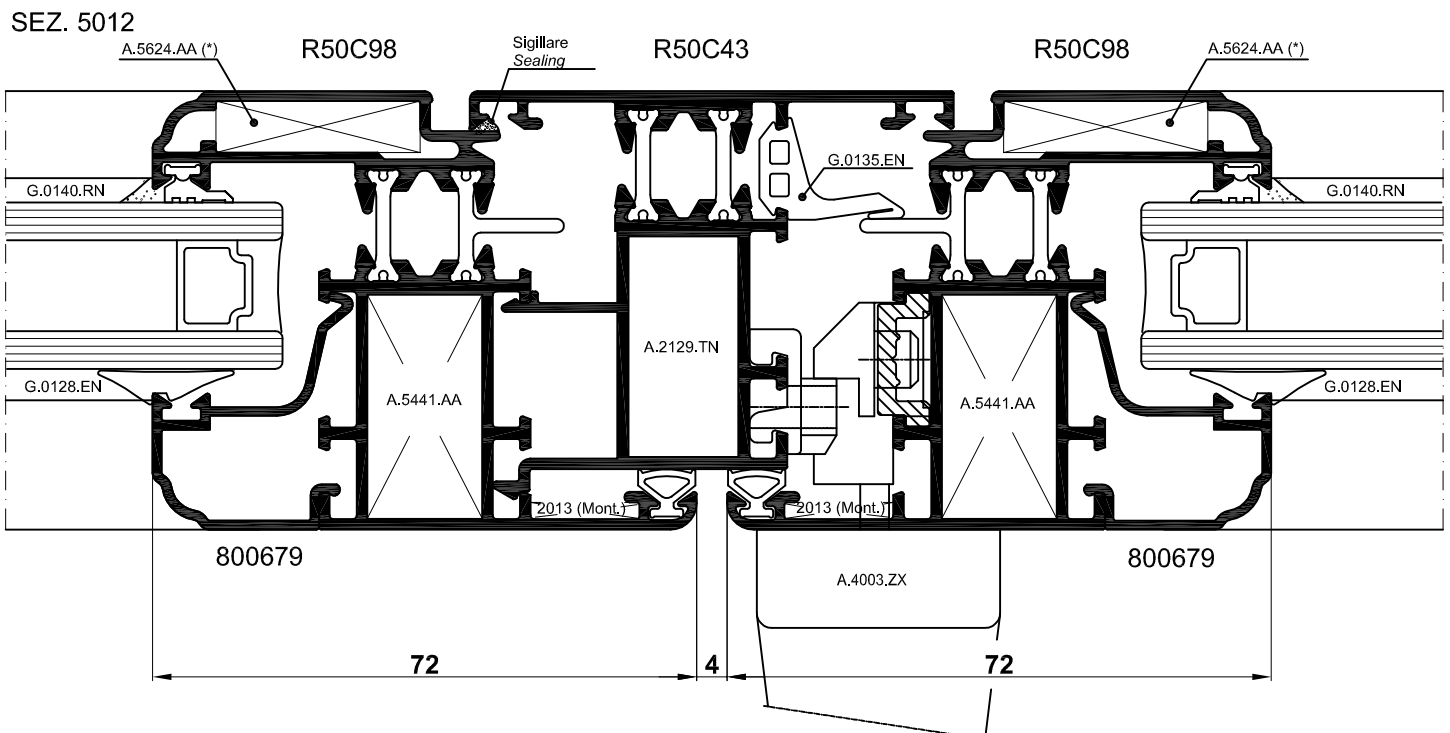 SEZ. 5012
A.5624.AA (*)
R50C98
Sigillare
Sealing
R50C43
R50C98
A.5624.AA (*)
G.0135.EN
G.0140.RN
G.0140.RN
A.2129.TN
G.0128.EN
G.0128.EN
A.5441.AA
A.5441.AA
2013 (Mont.)
2013 (Mont.)
800679
800679
A.4003.ZX
72
4
72